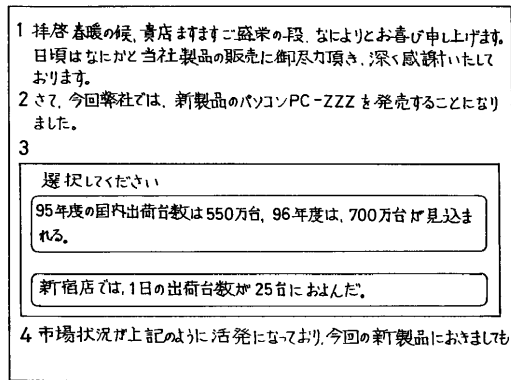 1 拝啓 春暖の候、貴店ますますご盛栄の段、なによりとお喜び申し上げます。
日頃はなにかと当社製品の販売に御尽力頂き、深く感謝いたして
おります。
2 さて、今回弊社では、新製品のパソコンPC-ZZZを発売することになり
ました。
3
選択してください
95年度の国内出荷台数は550万台、96年度は、700万台が見込ま
れる。
新宿店では、1日の出荷台数が25台におよんだ。
4 市場状況が上記のように活発になっており、今回の新製品におきましても